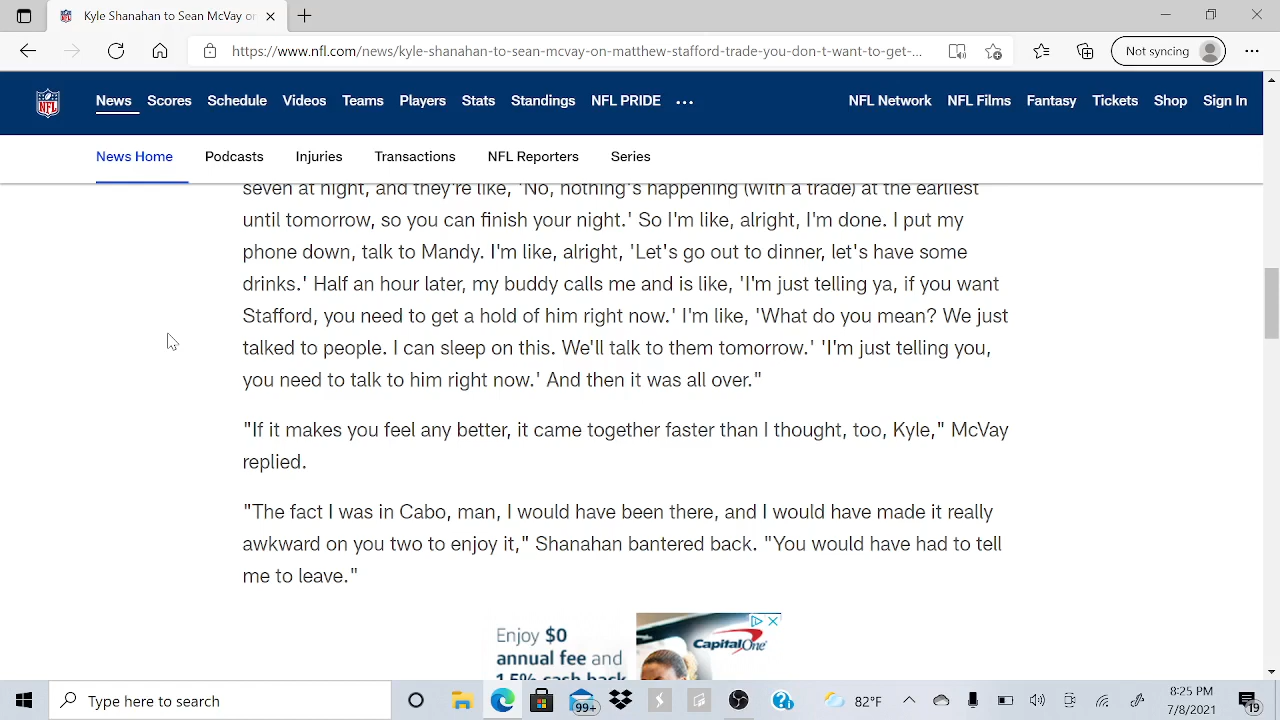 Kyle Shanahan to Sean McVay or
https://www.nfl.com/news/kyle-shanahan-to-sean-mcvay-on-matthew-stafford-trade-you-don-t-want-to-get-...
Not syncing
NFL
News Scores Schedule Videos Teams Players Stats Standings NFL PRIDE ... NFL Network NFL Films Fantasy Tickets Shop Sign In
News Home Podcasts Injuries Transactions NFL Reporters Series
seven at night, and they're like, 'No, nothing's happening (with a trade) at the earliest
until tomorrow, so you can finish your night.' So I'm like, alright, I'm done. I put my
phone down, talk to Mandy. I'm like, alright, 'Let's go out to dinner, let's have some
drinks.' Half an hour later, my buddy calls me and is like, 'I'm just telling ya, if you want
Stafford, you need to get a hold of him right now.' I'm like, 'What do you mean? We just
talked to people. I can sleep on this. We'll talk to them tomorrow.' 'I'm just telling you,
you need to talk to him right now.' And then it was all over."
"If it makes you feel any better, it came together faster than I thought, too, Kyle," McVay
replied.
"The fact I was in Cabo, man, I would have been there, and I would have made it really
awkward on you two to enjoy it," Shanahan bantered back. "You would have had to tell
me to leave."
Enjoy $0
annual fee and
1.5% cash back
Capital One
Type here to search
99+
82°F
8:25 PM
7/8/2021
19